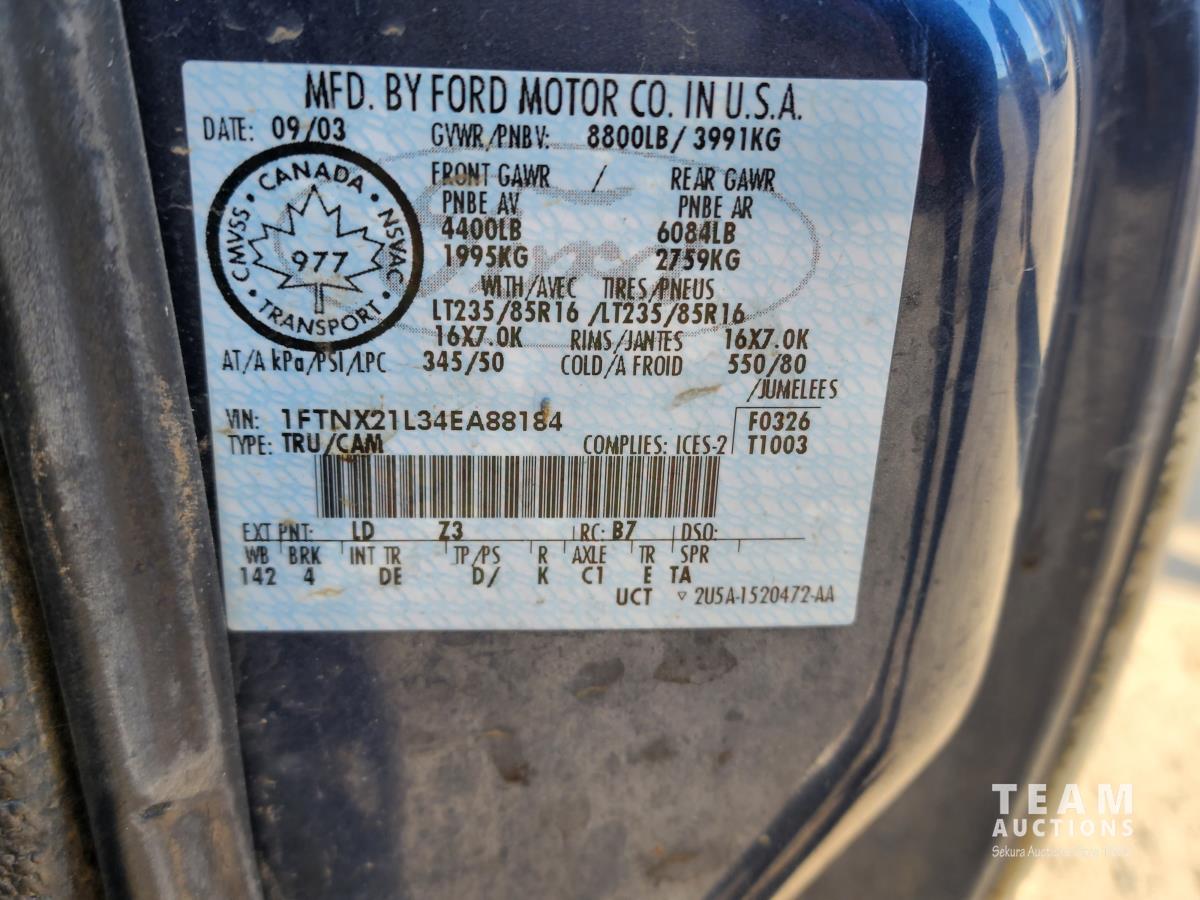 MFD. BY FORD MOTOR CO. IN U.S.A.
DATE: 09/03 GVWR/PNBV: 8800LB/ 3991KG
CANADA
CMVSS 977 NSVAC
TRANSPORT
FRONT GAWR / REAR GAWR
PNBE AV PNBE AR
4400LB 6084LB
1995KG 2759KG
WITH/AVEC TIRES/PNEUS
LT235/85R16 /LT235/85R16
16X7.0K RIMS/JANTES 16X7.0K
AT/A kPa/PSI/LPC 345/50 COLD/A FROID 550/80
/JUMELEES
VIN: 1FTNX21L34EA88184 F0326
TYPE: TRU/CAM COMPLIES: ICES-2 T1003
EXT PNT: LD Z3 RC: B7 DSO:
WB BRK INT TR TP/PS R AXLE TR SPR
142 4 DE D/ K C1 E TA
UCT ▽ 2U5A-1520472-AA
TEAM
AUCTIONS